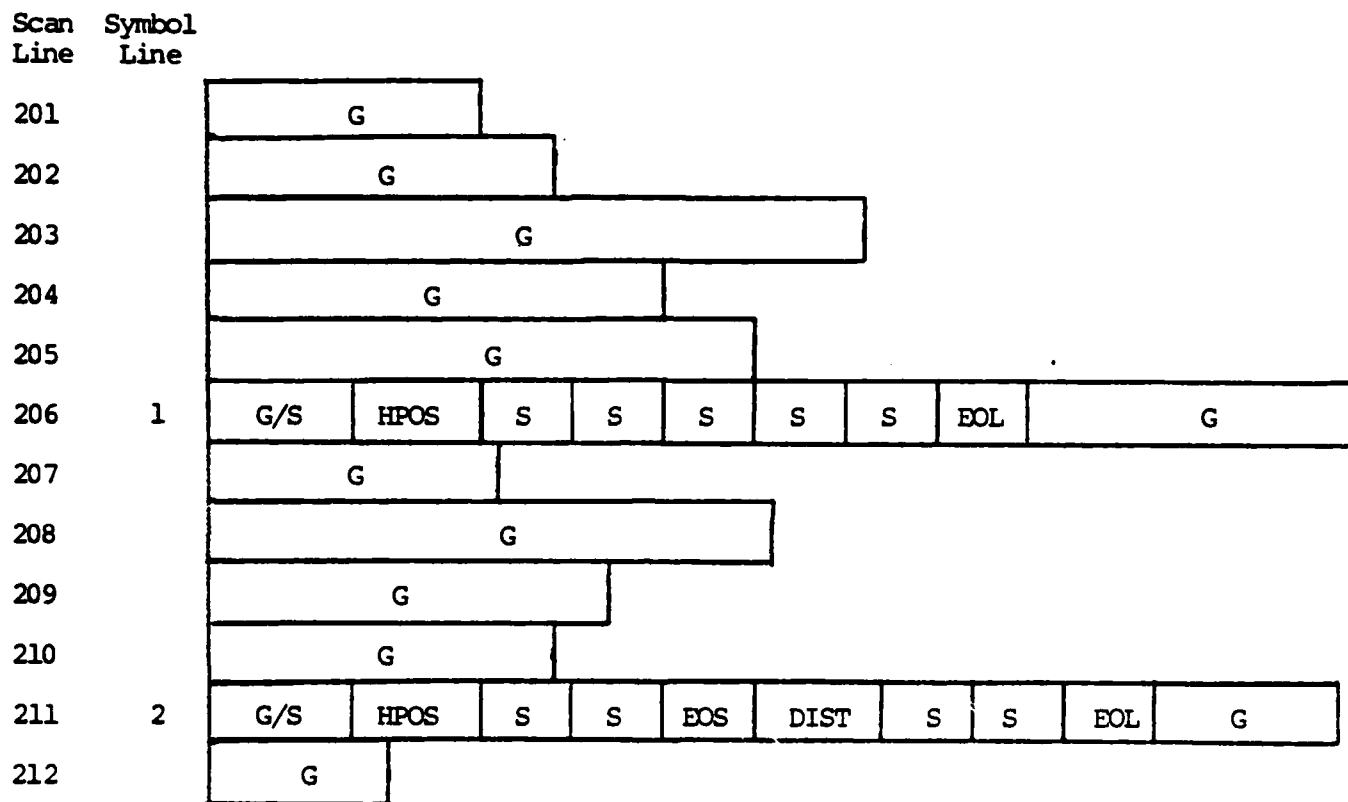 Scan Symbol
Line Line
201 G
202 G
203 G
204 G
205 G
206 1 G/S HPOS S S S S S EOL G
207 G
208 G
209 G
210 G
211 2 G/S HPOS S S EOS DIST S S EOL G
212 G